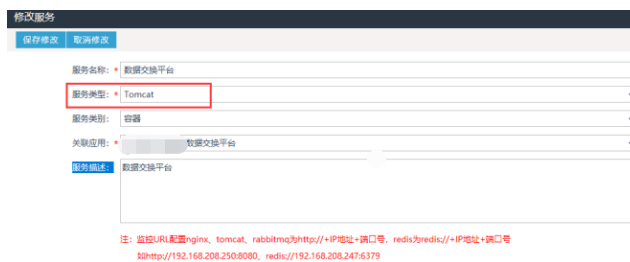 修改服务
保存修改 取消修改
服务名称: * 数据交换平台
服务类型: * Tomcat
服务类别: 容器
关联应用: * 数据交换平台
服务描述: 数据交换平台
注: 监控URL配置nginx、tomcat、rabbitmq为http://+IP地址+端口号, redis为redis://+IP地址+端口号
如http://192.168.208.250:8080、redis://192.168.208.247:6379